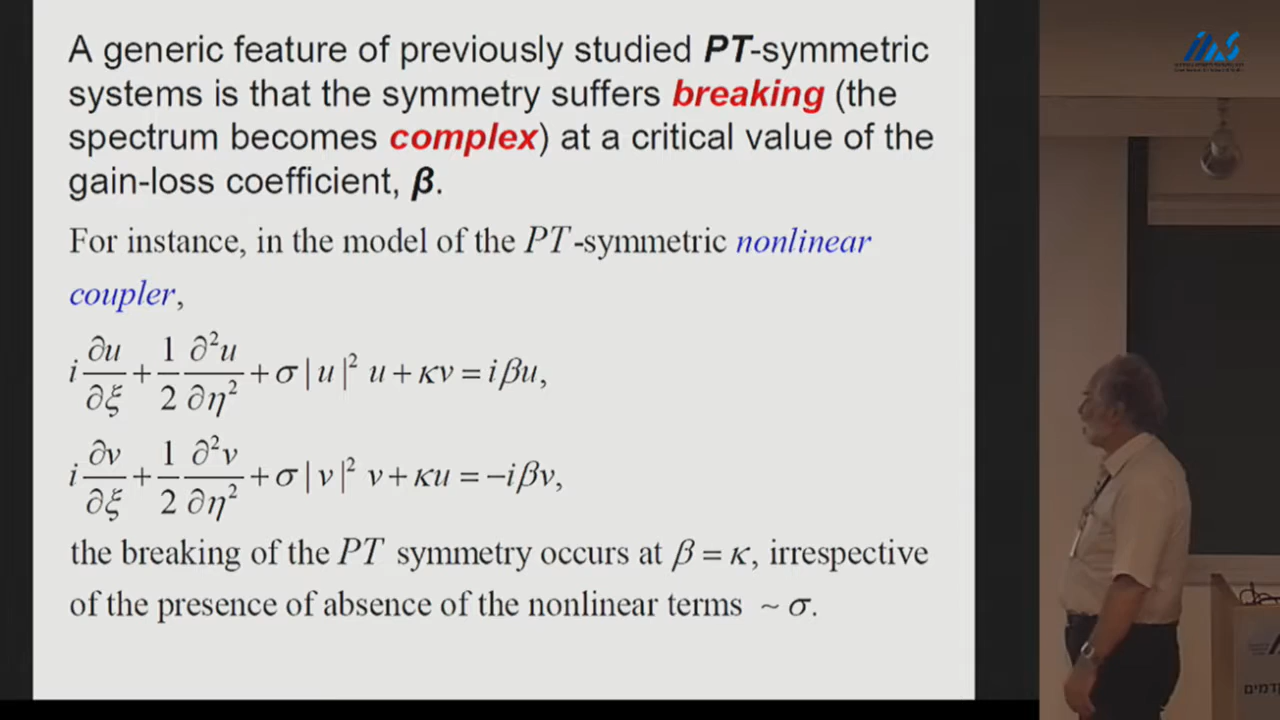 A generic feature of previously studied PT-symmetric
systems is that the symmetry suffers breaking (the
spectrum becomes complex) at a critical value of the
gain-loss coefficient, β.
For instance, in the model of the PT-symmetric nonlinear
coupler,
i ∂u/∂ξ + 1/2 ∂²u/∂η² + σ|u|² u + κv = iβu,
i ∂v/∂ξ + 1/2 ∂²v/∂η² + σ|v|² v + κu = −iβv,
the breaking of the PT symmetry occurs at β = κ, irrespective
of the presence of absence of the nonlinear terms ~ σ.